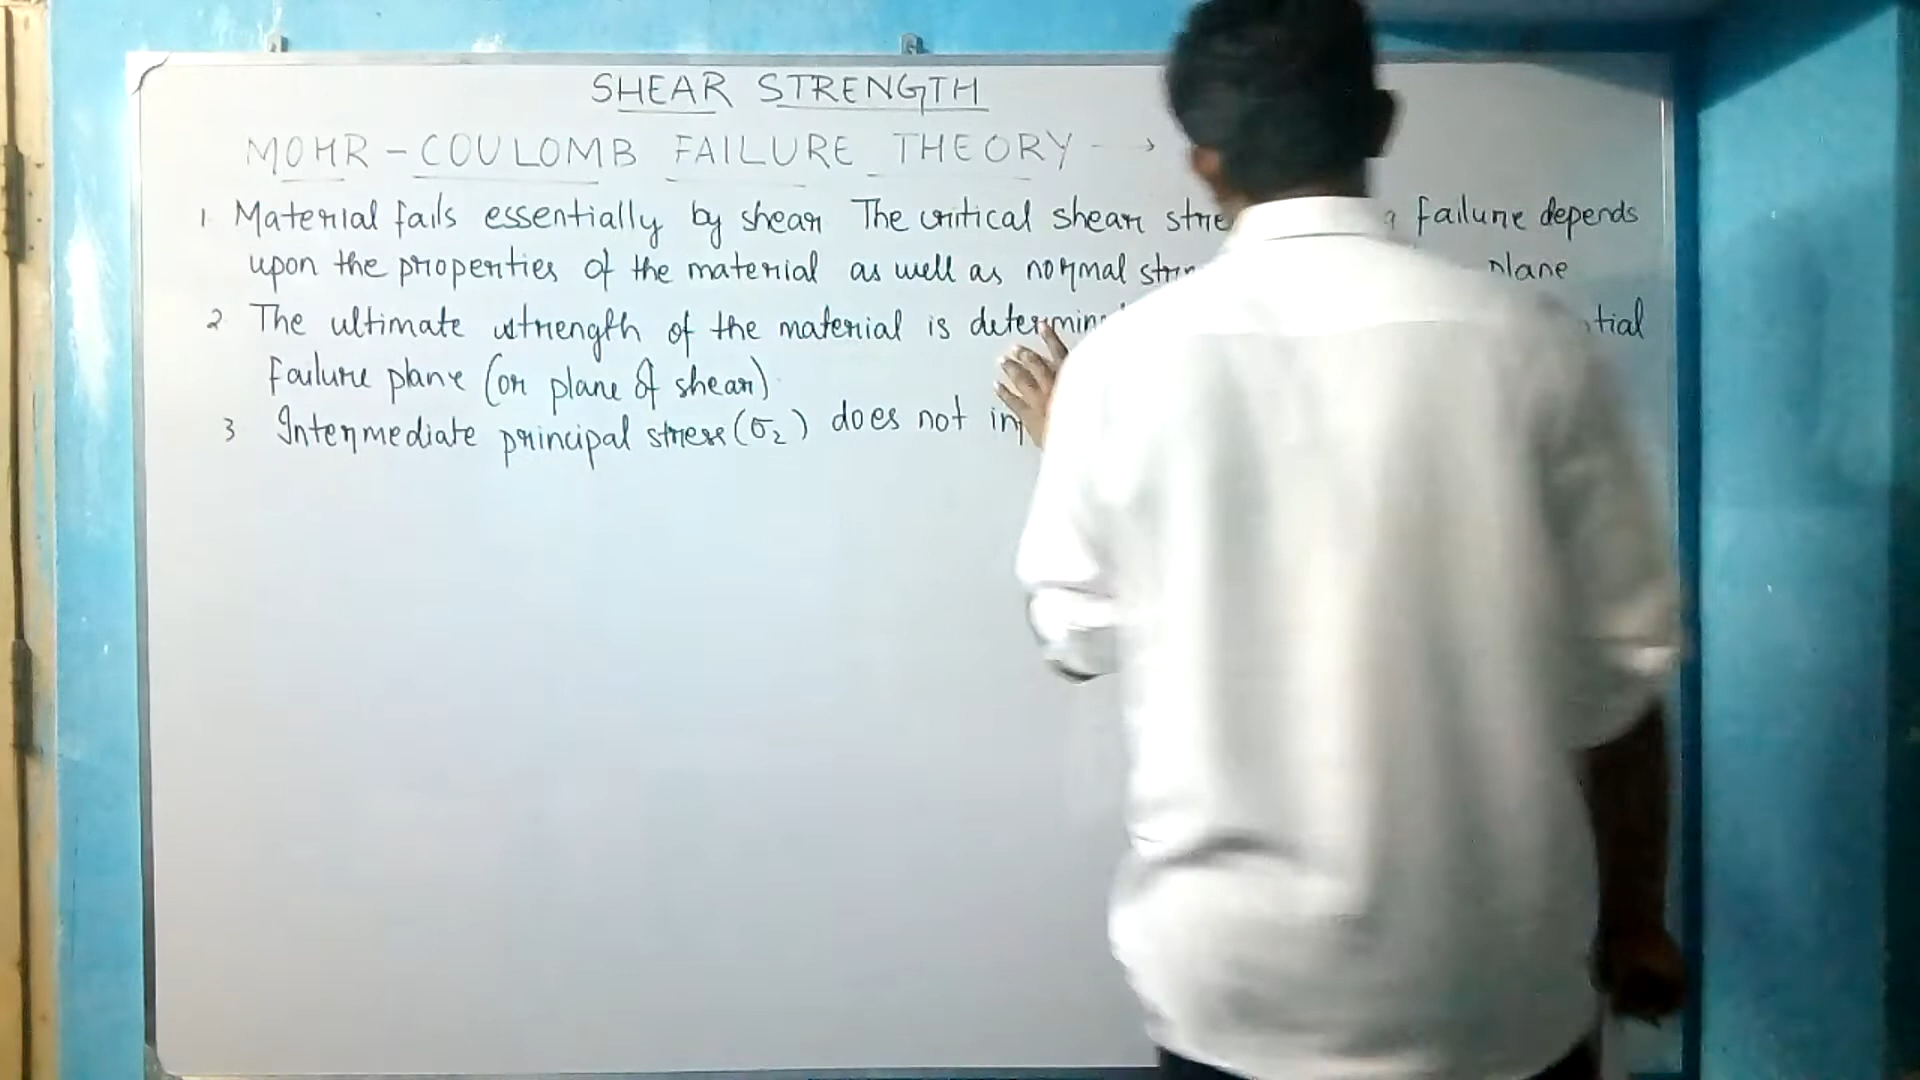 SHEAR STRENGTH
MOHR - COULOMB FAILURE THEORY - →
1. Material fails essentially by shear The critical shear failure depends
upon the properties of the material as well as normal plane
2. The ultimate strength of the material is
failure plane (or plane of shear).
3 Intermediate principal stress (σ2) does not